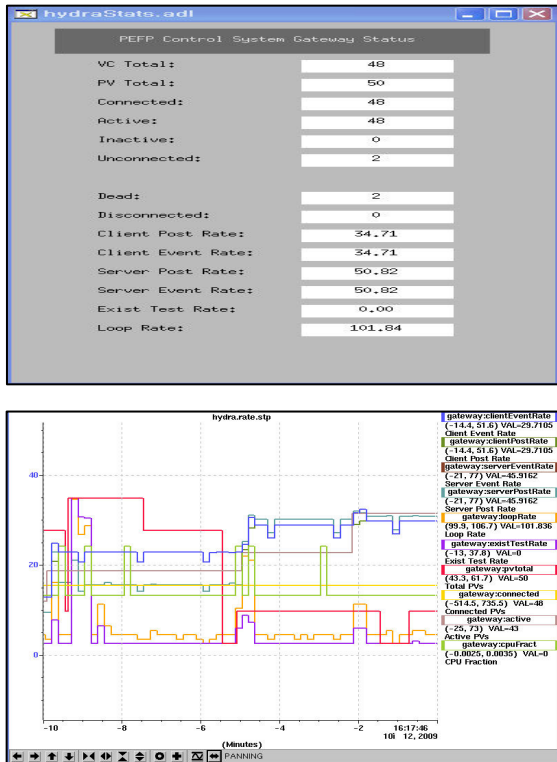 hydraStats.adl
PEFP Control System Gateway Status
VC Total: 48
PV Total: 50
Connected: 48
Active: 48
Inactive: 0
Unconnected: 2
Dead: 2
Disconnected: 0
Client Post Rate: 34.71
Client Event Rate: 34.71
Server Post Rate: 50.82
Server Event Rate: 50.82
Exist Test Rate: 0.00
Loop Rate: 101.84
hydra.rate.stp
40
20
0
-10 -8 -6 -4 -2 16:17:46
(Minutes)
12, 2009
PANNING
gateway:clientEventRate
(-14.4, 51.6) VAL=29.7105
Client Event Rate
gateway:clientPostRate
(-14.4, 51.6) VAL=29.7105
Client Post Rate
gateway:serverEventRate
(-21, 77) VAL=45.9162
Server Event Rate
gateway:serverPostRate
(-21, 77) VAL=45.9162
Server Post Rate
gateway:loopRate
(99.9, 106.7) VAL=101.836
Loop Rate
gateway:existTestRate
(-13, 37.8) VAL=0
Exist Test Rate
gateway:pvtotal
(43.3, 61.7) VAL=50
Total PVs
gateway:connected
(-514.5, 735.5) VAL=48
Connected PVs
gateway:active
(-25, 73) VAL=43
Active PVs
gateway:cpuFract
(-0.0025, 0.0035) VAL=0
CPU Fraction